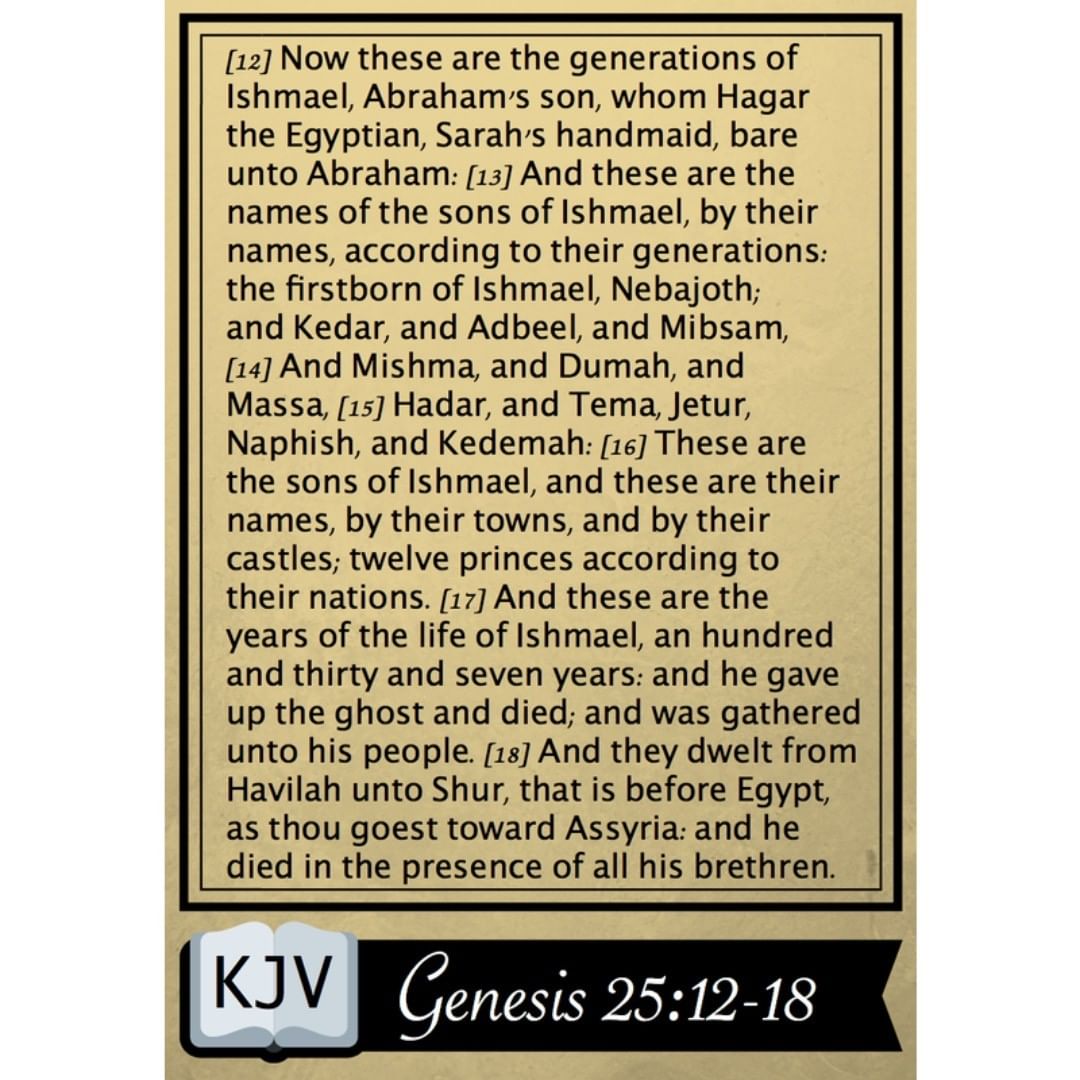 [12] Now these are the generations of
Ishmael, Abraham's son, whom Hagar
the Egyptian, Sarah's handmaid, bare
unto Abraham: [13] And these are the
names of the sons of Ishmael, by their
names, according to their generations:
the firstborn of Ishmael, Nebajoth;
and Kedar, and Adbeel, and Mibsam,
[14] And Mishma, and Dumah, and
Massa, [15] Hadar, and Tema, Jetur,
Naphish, and Kedemah: [16] These are
the sons of Ishmael, and these are their
names, by their towns, and by their
castles; twelve princes according to
their nations. [17] And these are the
years of the life of Ishmael, an hundred
and thirty and seven years: and he gave
up the ghost and died; and was gathered
unto his people. [18] And they dwelt from
Havilah unto Shur, that is before Egypt,
as thou goest toward Assyria: and he
died in the presence of all his brethren.
KJV
Genesis 25:12-18